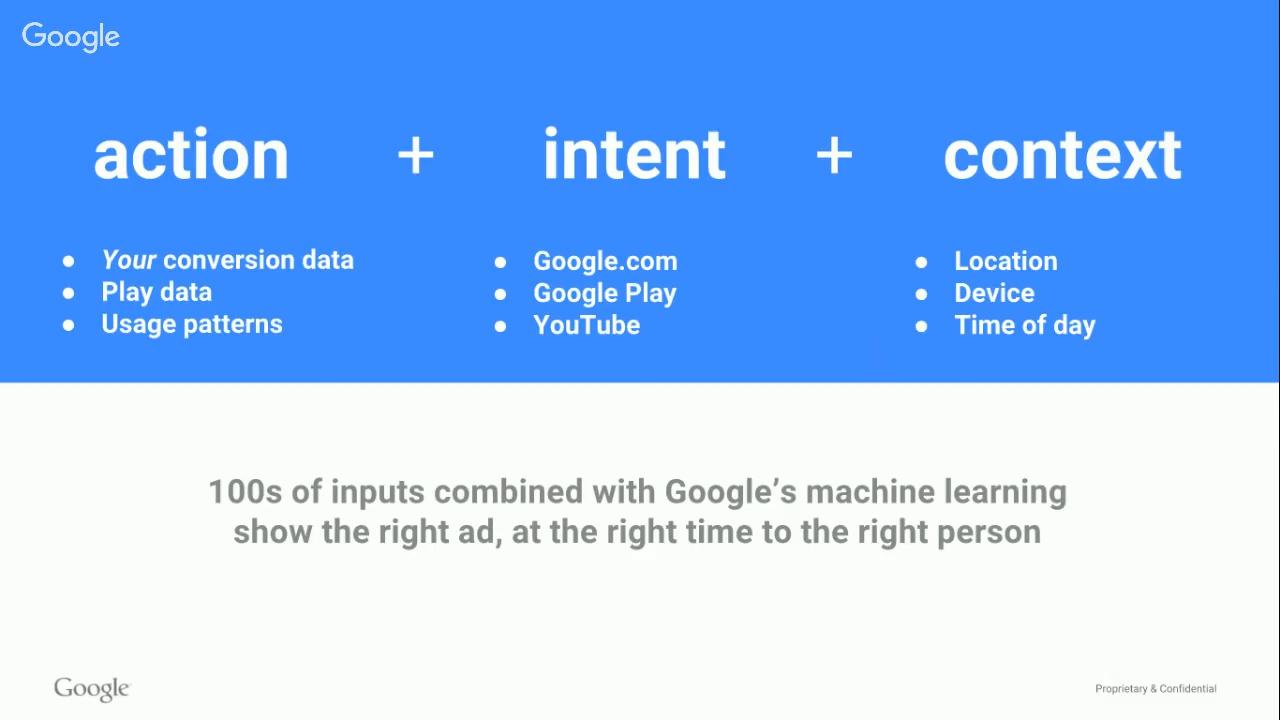 Google
action + intent + context
• Your conversion data
• Play data
• Usage patterns
• Google.com
• Google Play
• YouTube
• Location
• Device
• Time of day
100s of inputs combined with Google’s machine learning
show the right ad, at the right time to the right person
Google
Proprietary & Confidential